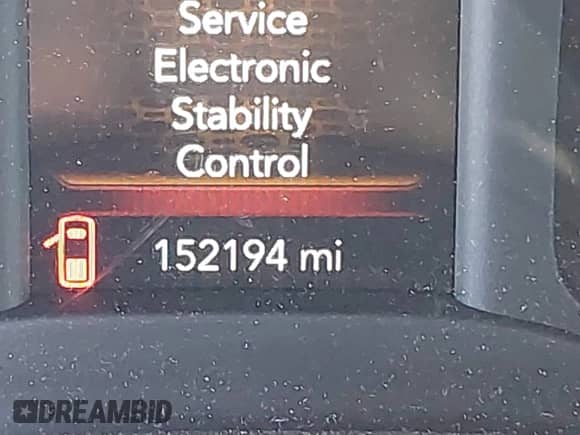 Service
Electronic
Stability
Control
152194 mi
DREAMBID